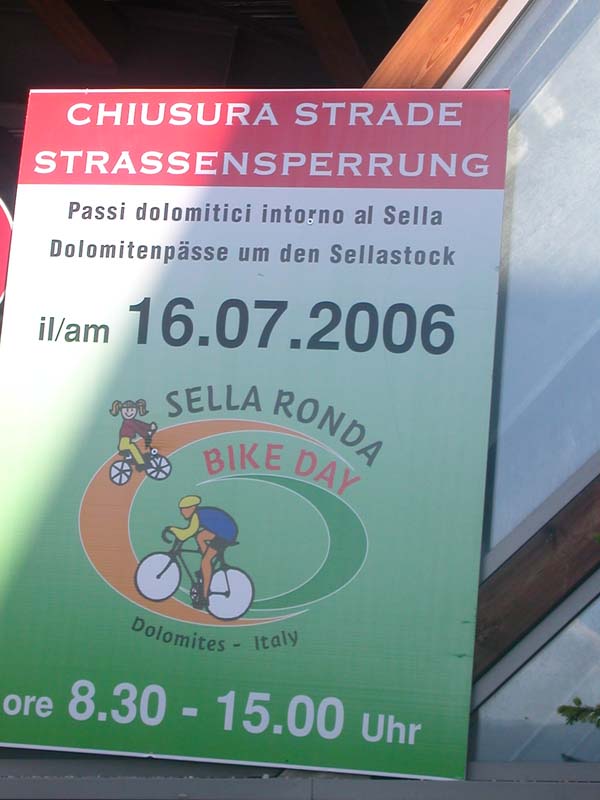 CHIUSURA STRADE
STRASSENSPERRUNG
Passi dolomitici intorno al Sella
Dolomitenpässe um den Sellastock
il/am 16.07.2006
SELLA RONDA
BIKE DAY
Dolomites - Italy
ore 8.30 - 15.00 Uhr